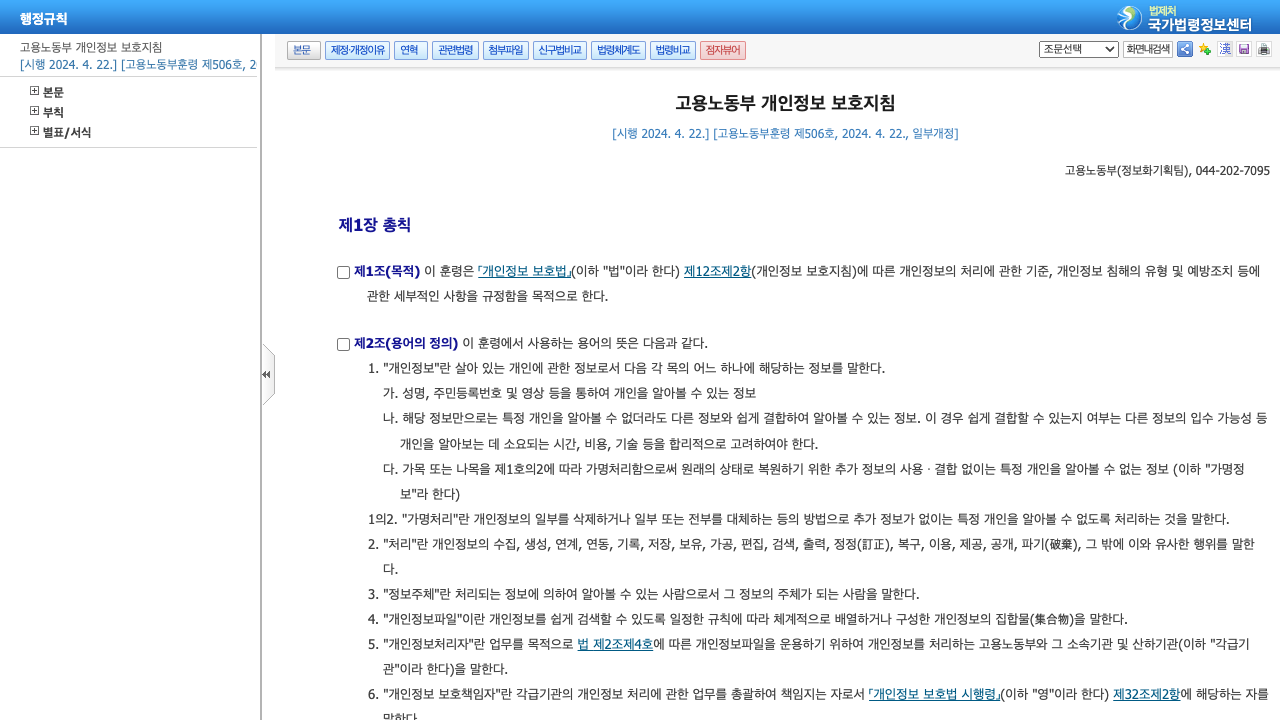 행정규칙
법제처
국가법령정보센터
고용노동부 개인정보 보호지침
[시행 2024. 4. 22.] [고용노동부훈령 제506호, 2
본문
부칙
별표/서식
본문 제정·개정이유 연혁 관련법령 첨부파일 신구법비교 법령체계도 법령비교 점자뷰어
조문선택 화면내검색 漢
고용노동부 개인정보 보호지침
[시행 2024. 4. 22.] [고용노동부훈령 제506호, 2024. 4. 22., 일부개정]
고용노동부(정보화기획팀), 044-202-7095
제1장 총칙
제1조(목적) 이 훈령은 「개인정보 보호법」(이하 "법"이라 한다) 제12조제2항(개인정보 보호지침)에 따른 개인정보의 처리에 관한 기준, 개인정보 침해의 유형 및 예방조치 등에
관한 세부적인 사항을 규정함을 목적으로 한다.
제2조(용어의 정의) 이 훈령에서 사용하는 용어의 뜻은 다음과 같다.
1. "개인정보"란 살아 있는 개인에 관한 정보로서 다음 각 목의 어느 하나에 해당하는 정보를 말한다.
가. 성명, 주민등록번호 및 영상 등을 통하여 개인을 알아볼 수 있는 정보
나. 해당 정보만으로는 특정 개인을 알아볼 수 없더라도 다른 정보와 쉽게 결합하여 알아볼 수 있는 정보. 이 경우 쉽게 결합할 수 있는지 여부는 다른 정보의 입수 가능성 등
개인을 알아보는 데 소요되는 시간, 비용, 기술 등을 합리적으로 고려하여야 한다.
다. 가목 또는 나목을 제1호의2에 따라 가명처리함으로써 원래의 상태로 복원하기 위한 추가 정보의 사용ㆍ결합 없이는 특정 개인을 알아볼 수 없는 정보 (이하 "가명정
보"라 한다)
1의2. "가명처리"란 개인정보의 일부를 삭제하거나 일부 또는 전부를 대체하는 등의 방법으로 추가 정보가 없이는 특정 개인을 알아볼 수 없도록 처리하는 것을 말한다.
2. "처리"란 개인정보의 수집, 생성, 연계, 연동, 기록, 저장, 보유, 가공, 편집, 검색, 출력, 정정(訂正), 복구, 이용, 제공, 공개, 파기(破棄), 그 밖에 이와 유사한 행위를 말한
다.
3. "정보주체"란 처리되는 정보에 의하여 알아볼 수 있는 사람으로서 그 정보의 주체가 되는 사람을 말한다.
4. "개인정보파일"이란 개인정보를 쉽게 검색할 수 있도록 일정한 규칙에 따라 체계적으로 배열하거나 구성한 개인정보의 집합물(集合物)을 말한다.
5. "개인정보처리자"란 업무를 목적으로 법 제2조제4호에 따른 개인정보파일을 운용하기 위하여 개인정보를 처리하는 고용노동부와 그 소속기관 및 산하기관(이하 "각급기
관"이라 한다)을 말한다.
6. "개인정보 보호책임자"란 각급기관의 개인정보 처리에 관한 업무를 총괄하여 책임지는 자로서 「개인정보 보호법 시행령」(이하 "영"이라 한다) 제32조제2항에 해당하는 자를
말한다.